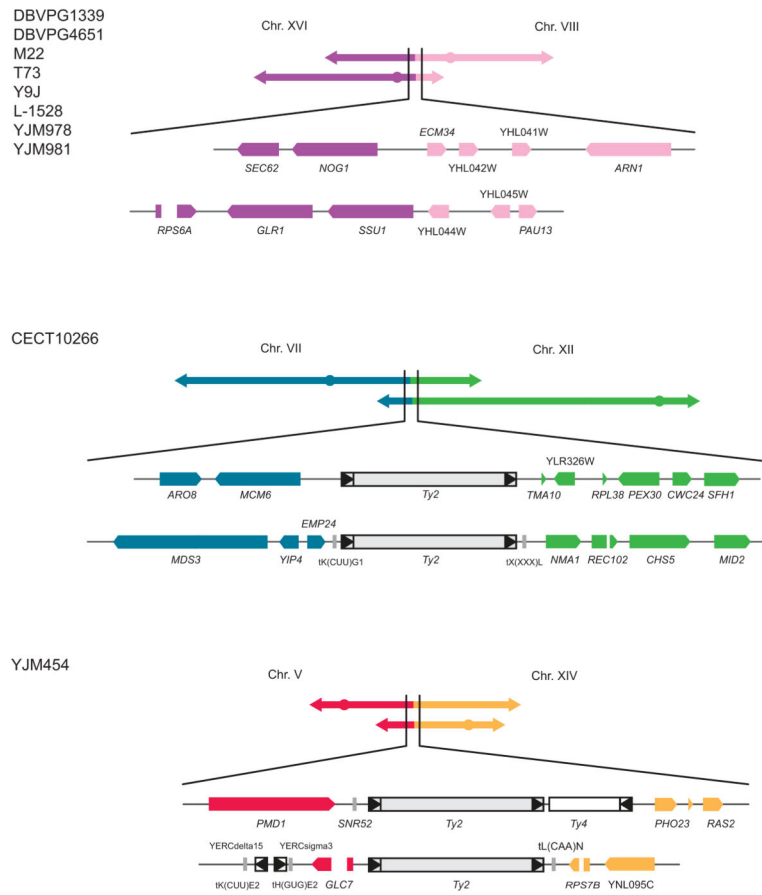 DBVPG1339
DBVPG4651
M22
T73
Y9J
L-1528
YJM978
YJM981
Chr. XVI
Chr. VIII
ECM34
YHL041W
SEC62
NOG1
YHL042W
ARN1
YHL045W
RPS6A
GLR1
SSU1
YHL044W
PAU13
CECT10266
Chr. VII
Chr. XII
YLR326W
ARO8
MCM6
Ty2
TMA10
RPL38
PEX30
CWC24
SFH1
EMP24
MDS3
YIP4
tK(CUU)G1
Ty2
tX(XXX)L
NMA1
REC102
CHS5
MID2
YJM454
Chr. V
Chr. XIV
PMD1
SNR52
Ty2
Ty4
PHO23
RAS2
YERCdelta15
YERCsigma3
tL(CAA)N
tK(CUU)E2
tH(GUG)E2
GLC7
Ty2
RPS7B
YNL095C